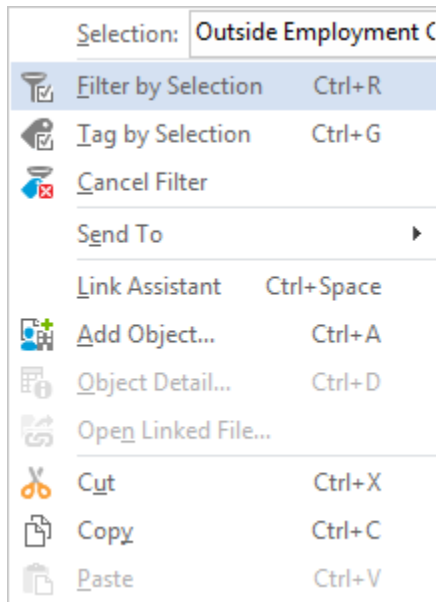 Selection: Outside Employment C
Filter by Selection Ctrl+R
Tag by Selection Ctrl+G
Cancel Filter
Send To
Link Assistant Ctrl+Space
Add Object... Ctrl+A
Object Detail... Ctrl+D
Open Linked File...
Cut Ctrl+X
Copy Ctrl+C
Paste Ctrl+V